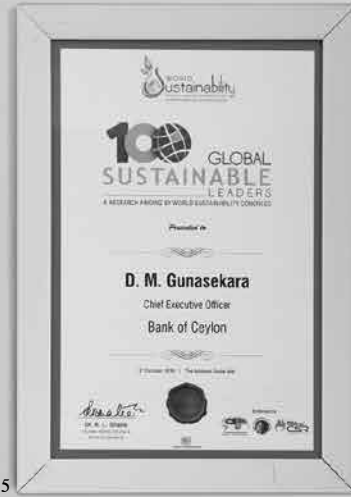 WORLD
Sustainability
100 GLOBAL
SUSTAINABLE
LEADERS
A RESEARCH AWARD BY WORLD SUSTAINABILITY CONGRESS
Presented to
D. M. Gunasekara
Chief Executive Officer
Bank of Ceylon
5